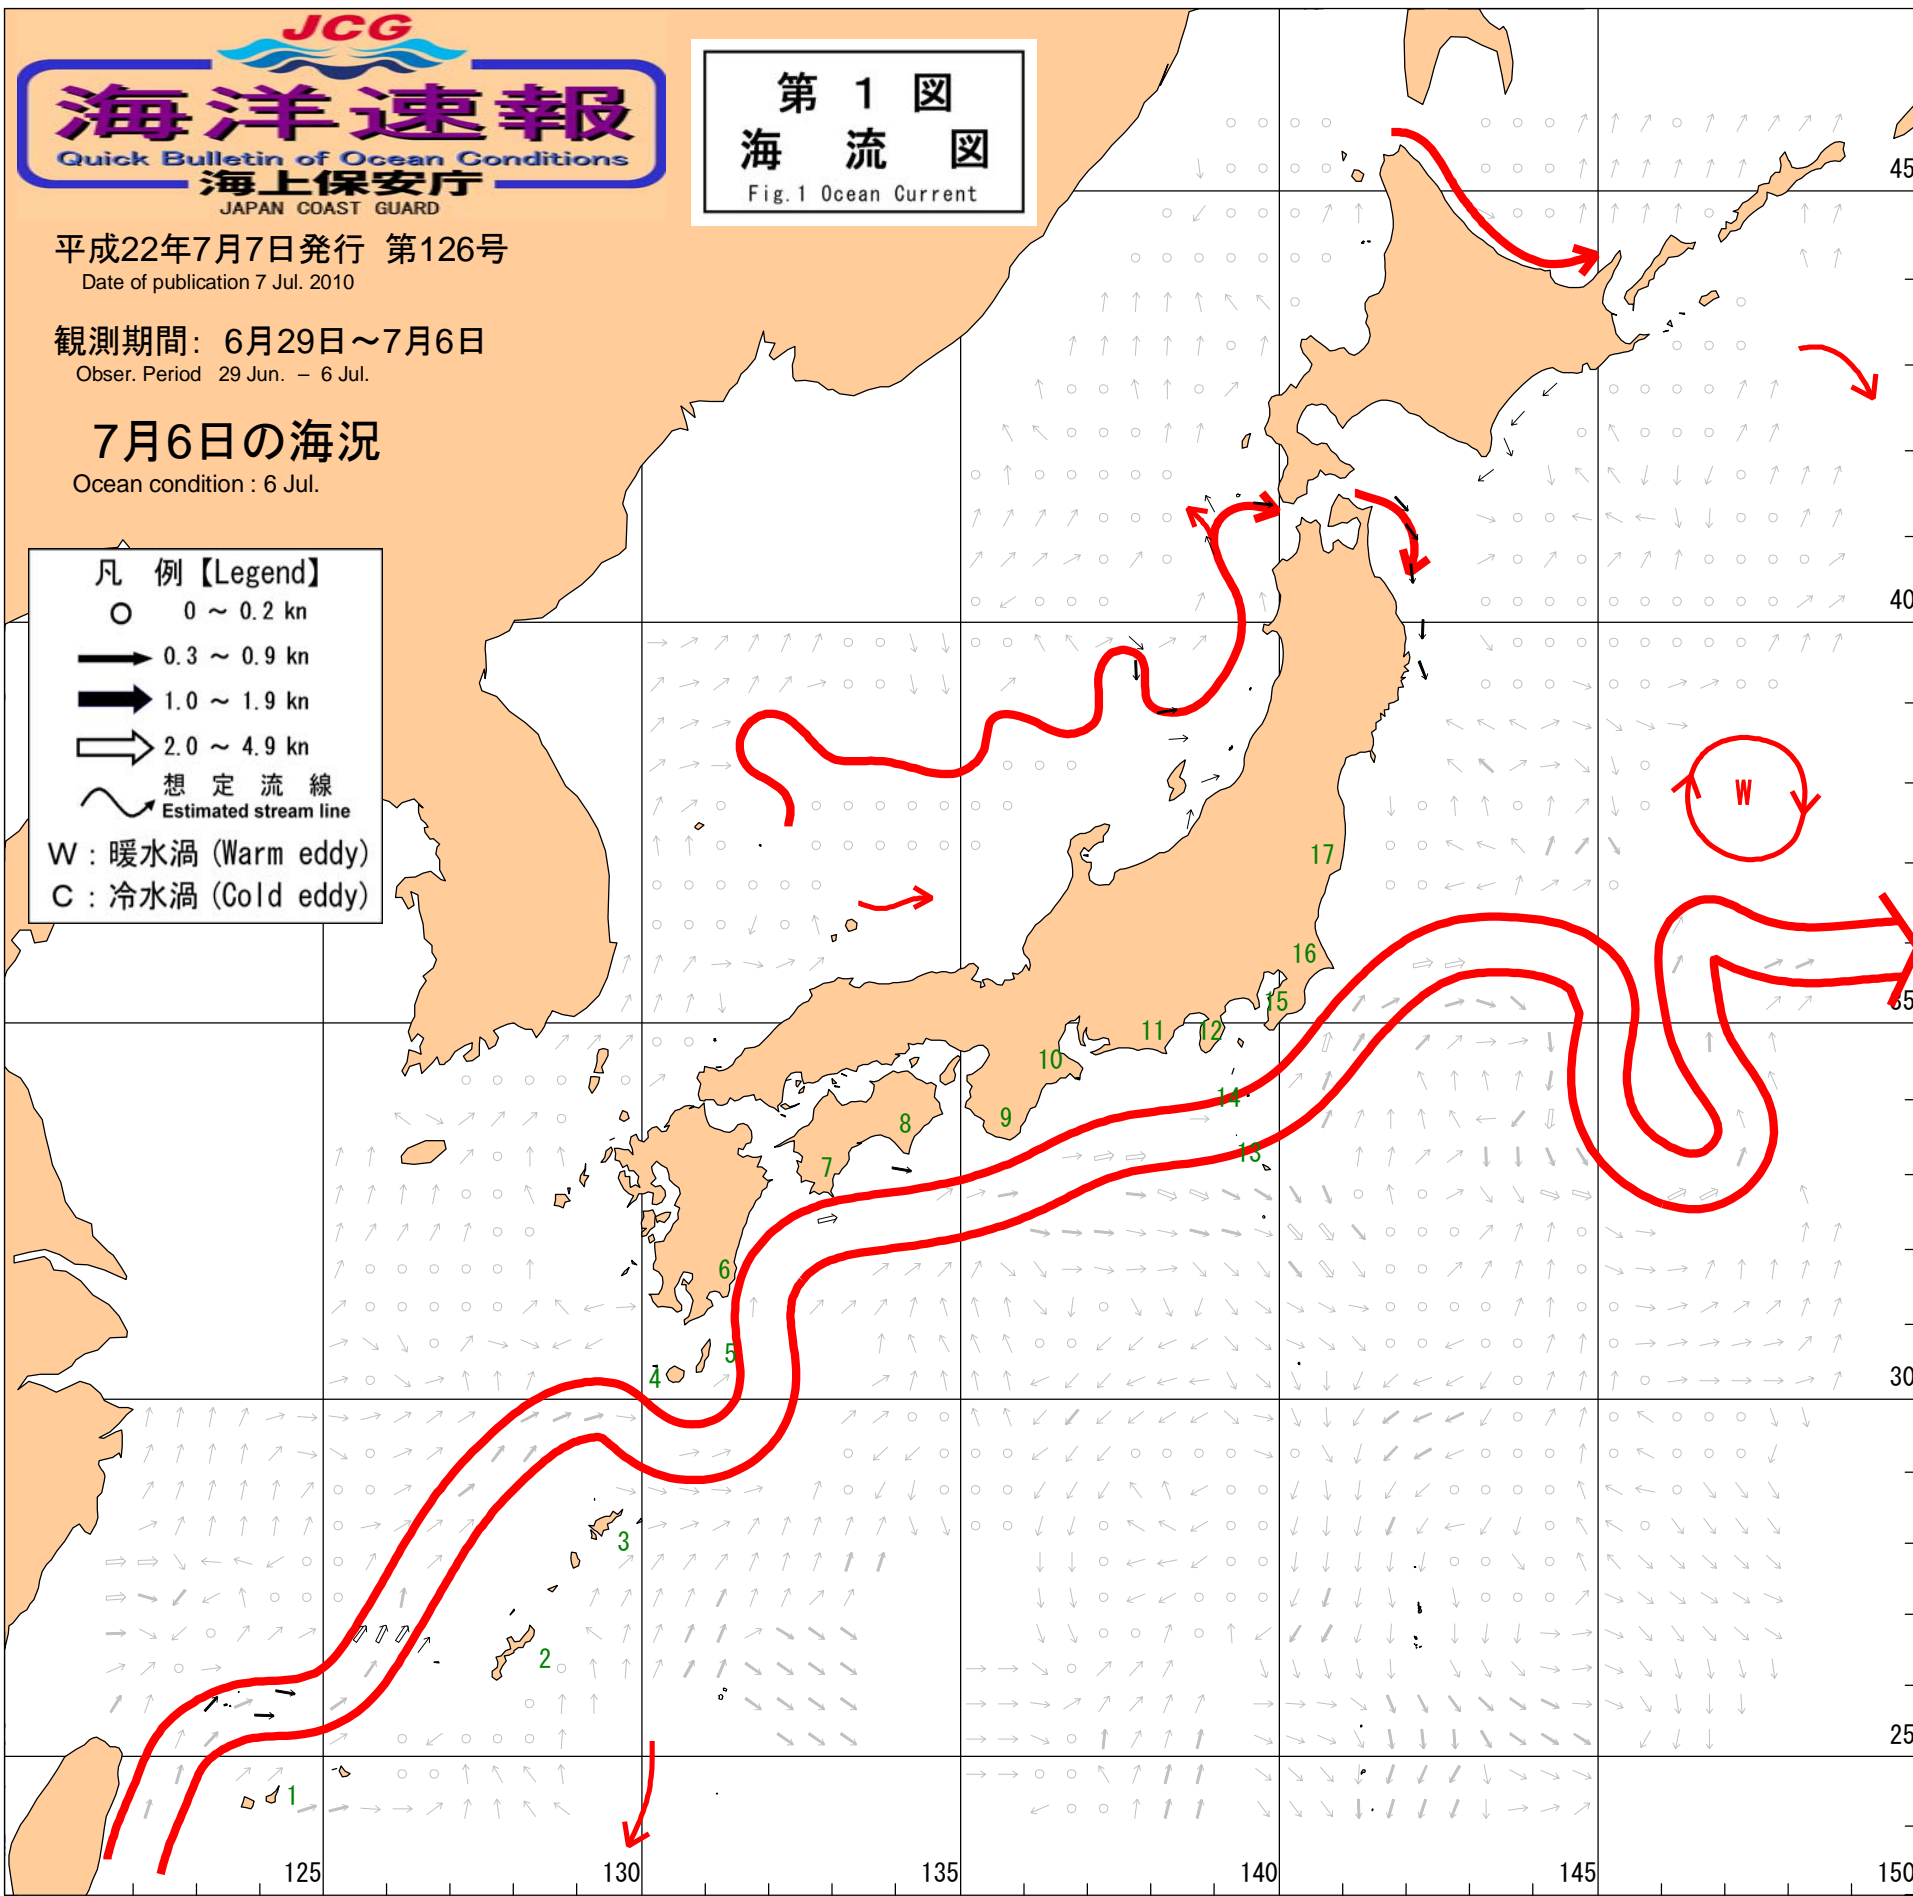 JCG
海洋速報
Quick Bulletin of Ocean Conditions
海上保安庁
JAPAN COAST GUARD
第 1 図
海 流 図
Fig.1 Ocean Current
平成22年7月7日発行 第126号
Date of publication 7 Jul. 2010
観測期間: 6月29日～7月6日
Obser. Period 29 Jun. – 6 Jul.
7月6日の海況
Ocean condition : 6 Jul.
凡 例【Legend】
0 ～ 0.2 kn
0.3 ～ 0.9 kn
1.0 ～ 1.9 kn
2.0 ～ 4.9 kn
想 定 流 線
Estimated stream line
W : 暖水渦 (Warm eddy)
C : 冷水渦 (Cold eddy)
45
40
W
17
16
35
15
12
11
10
14
9
8
13
7
6
5
4
30
3
2
25
1
125
130
135
140
145
150